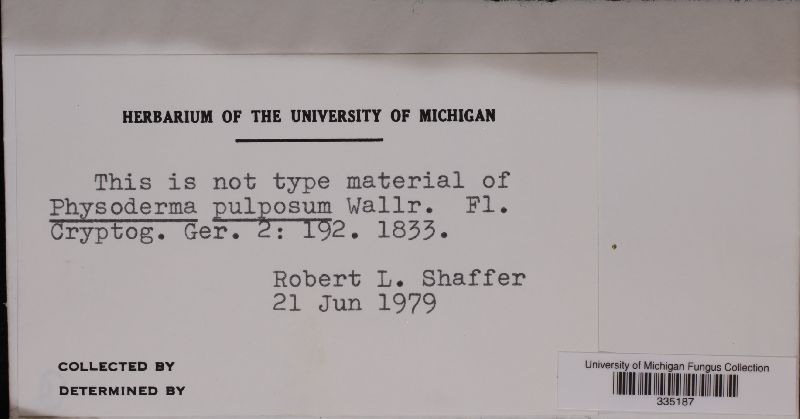 HERBARIUM OF THE UNIVERSITY OF MICHIGAN
This is not type material of
Physoderma pulposum Wallr. Fl.
Cryptog. Ger. 2: 192. 1833.
Robert L. Shaffer
21 Jun 1979
COLLECTED BY
DETERMINED BY
University of Michigan Fungus Collection
335187